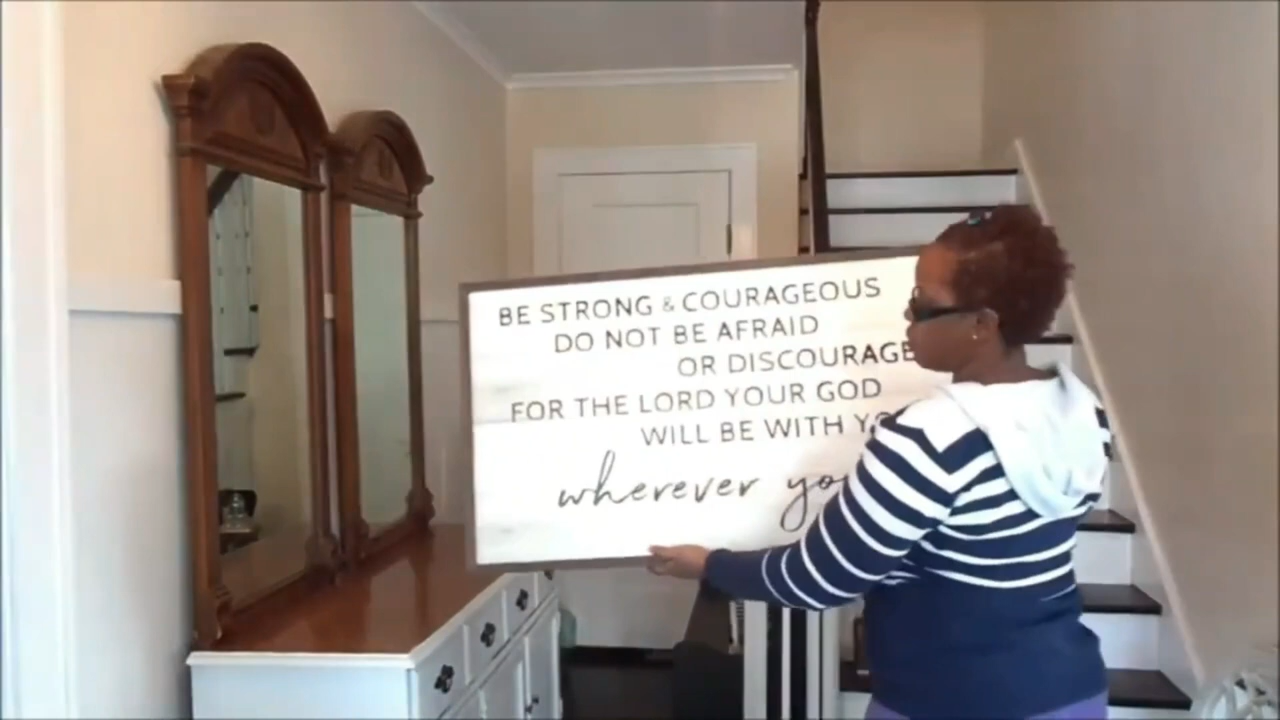 BE STRONG & COURAGEOUS
DO NOT BE AFRAID
OR DISCOURAGE
FOR THE LORD YOUR GOD
WILL BE WITH
wherever